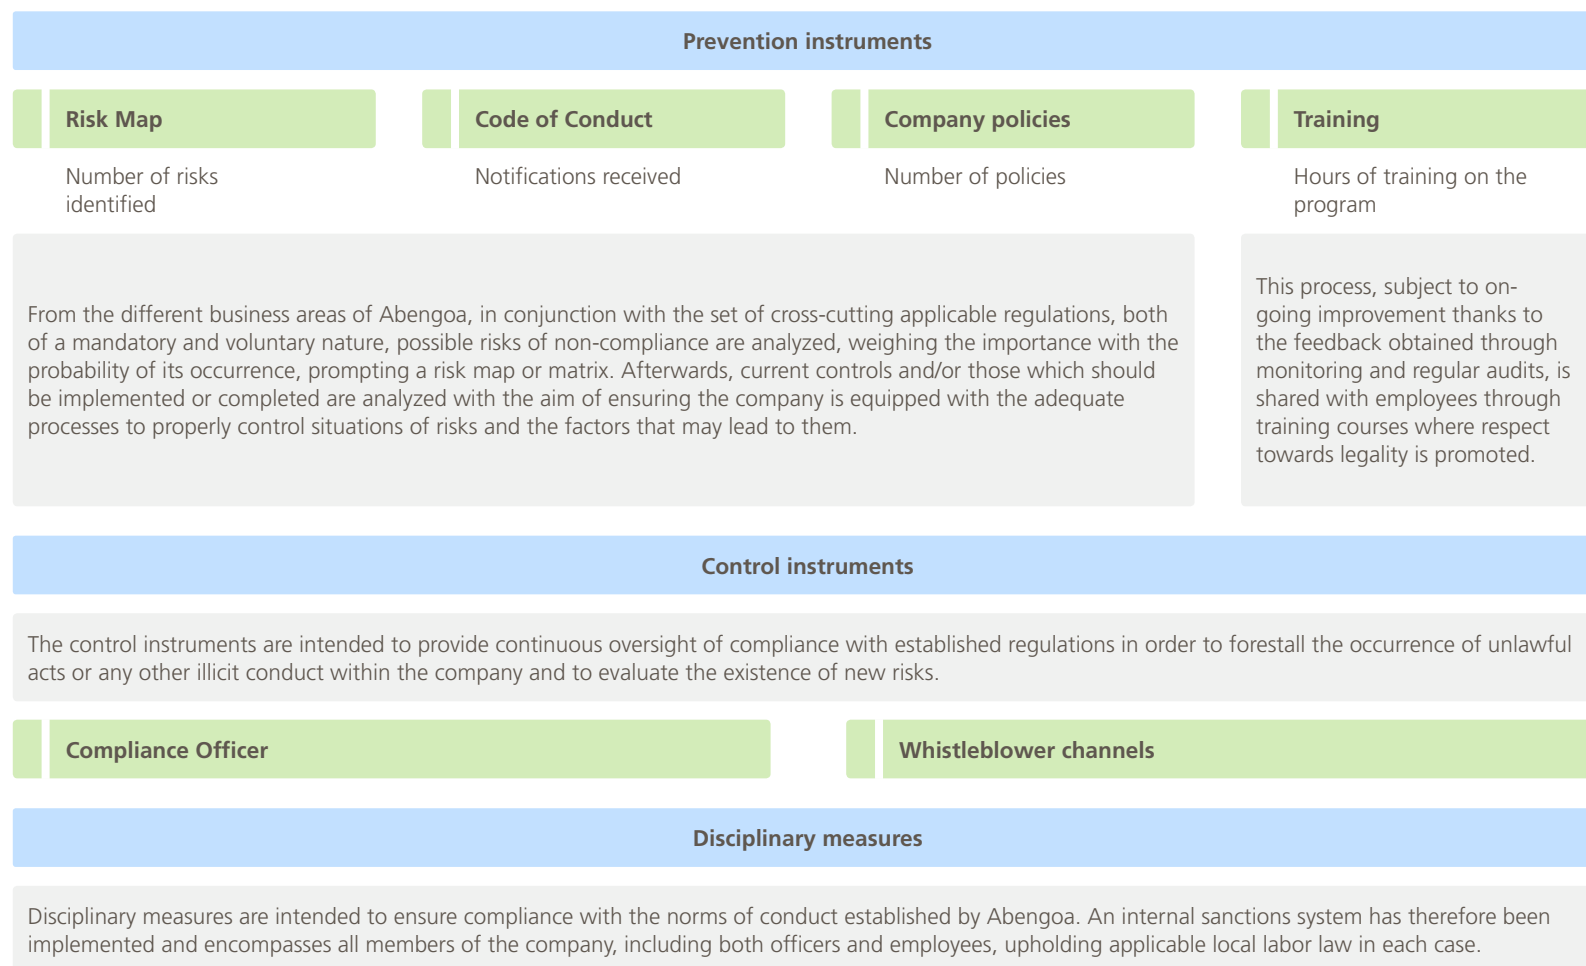 Prevention instruments
Risk Map
Code of Conduct
Company policies
Training
Number of risks
identified
Notifications received
Number of policies
Hours of training on the
program
From the different business areas of Abengoa, in conjunction with the set of cross-cutting applicable regulations, both
of a mandatory and voluntary nature, possible risks of non-compliance are analyzed, weighing the importance with the
probability of its occurrence, prompting a risk map or matrix. Afterwards, current controls and/or those which should
be implemented or completed are analyzed with the aim of ensuring the company is equipped with the adequate
processes to properly control situations of risks and the factors that may lead to them.
This process, subject to on-
going improvement thanks to
the feedback obtained through
monitoring and regular audits, is
shared with employees through
training courses where respect
towards legality is promoted.
Control instruments
The control instruments are intended to provide continuous oversight of compliance with established regulations in order to forestall the occurrence of unlawful
acts or any other illicit conduct within the company and to evaluate the existence of new risks.
Compliance Officer
Whistleblower channels
Disciplinary measures
Disciplinary measures are intended to ensure compliance with the norms of conduct established by Abengoa. An internal sanctions system has therefore been
implemented and encompasses all members of the company, including both officers and employees, upholding applicable local labor law in each case.